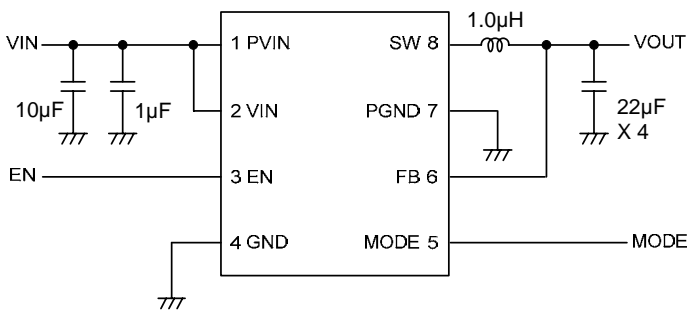 1.0µH
VIN
1 PVIN
SW 8
VOUT
10µF
1µF
2 VIN
PGND 7
22µF
X 4
EN
3 EN
FB 6
4 GND
MODE 5
MODE